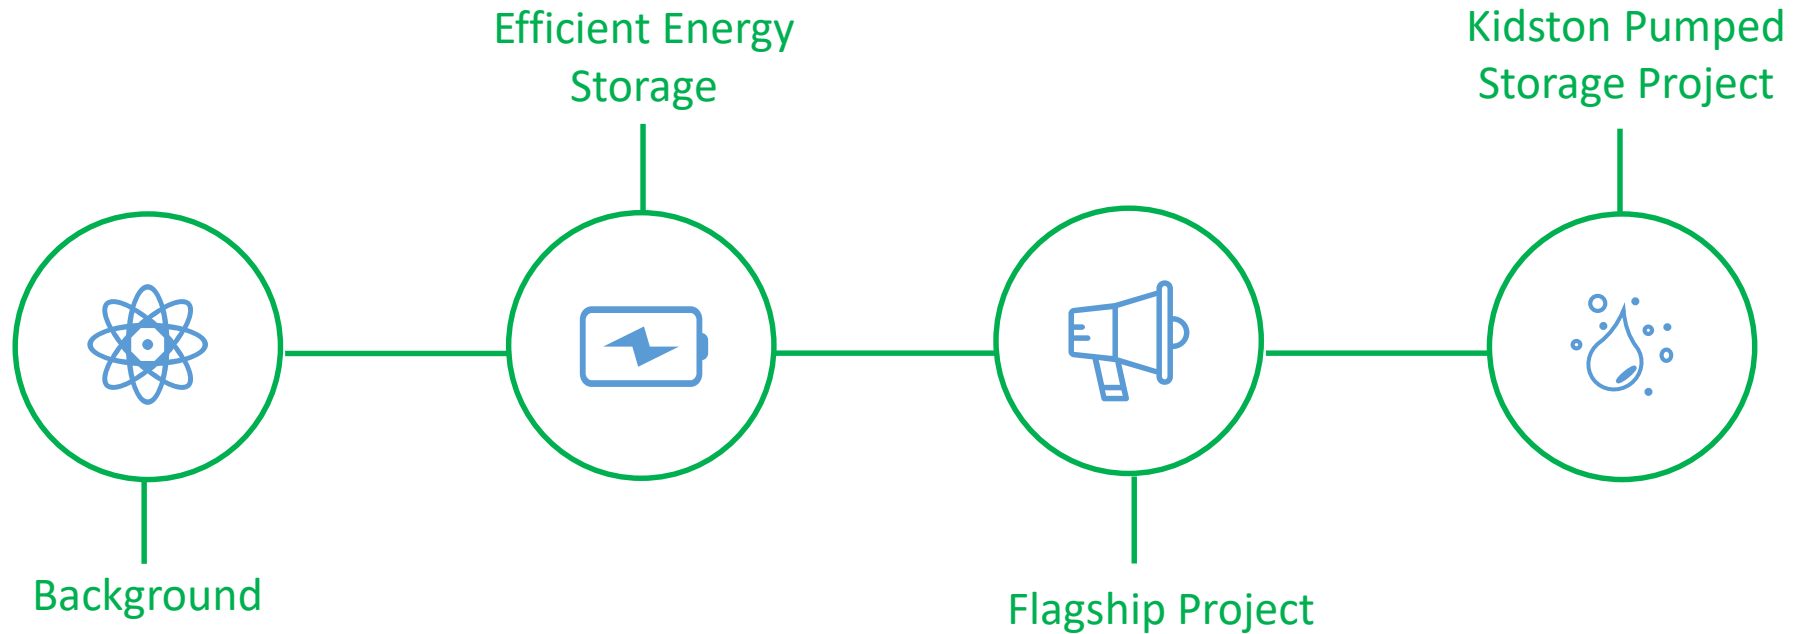 Efficient Energy
Storage
Kidston Pumped
Storage Project
Background
Flagship Project